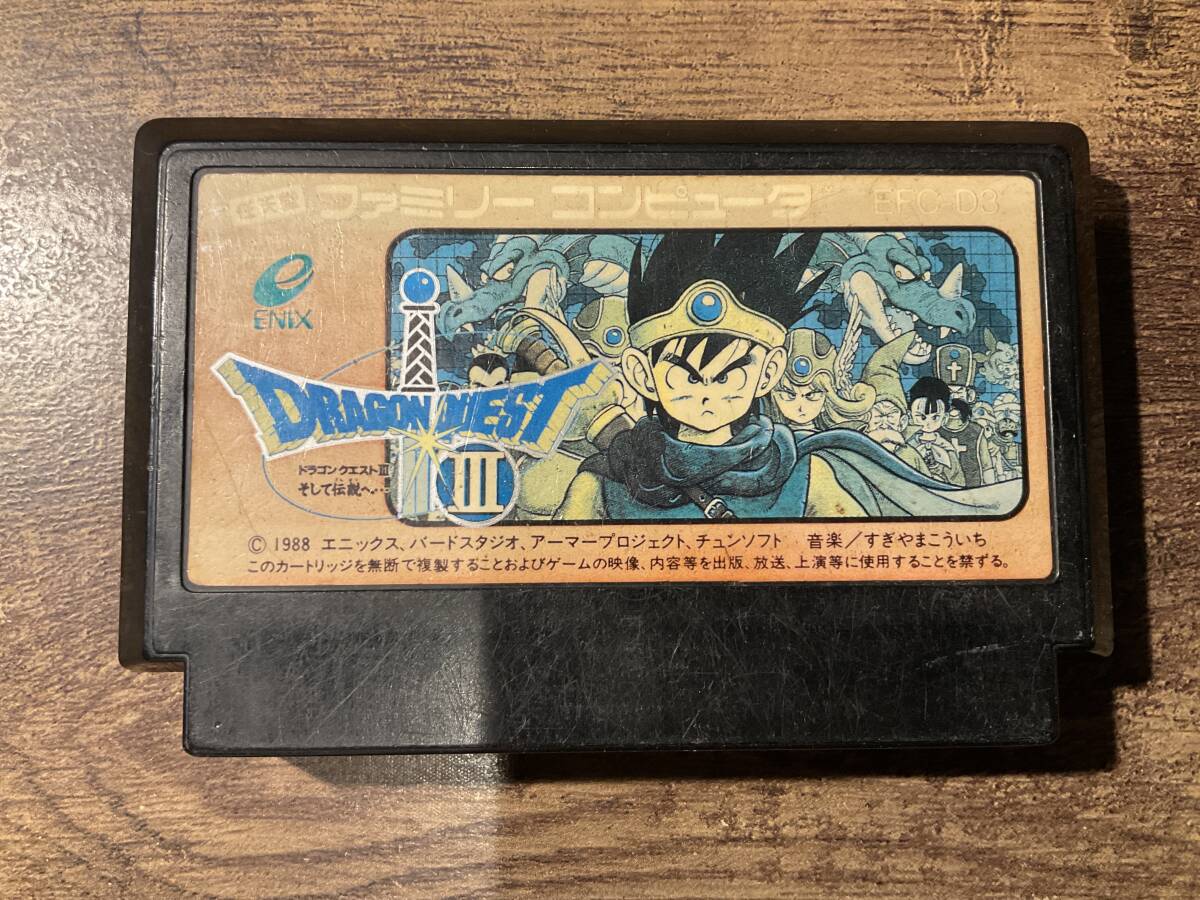 ファミリー コンピュータ EFC-D3
ENIX
DRAGON QUEST
III
ドラゴンクエストIII
そして伝説へ…
© 1988 エニックス、バードスタジオ、アーマープロジェクト、チュンソフト 音楽/すぎやまこういち
このカートリッジを無断で複製することおよびゲームの映像、内容等を出版、放送、上演等に使用することを禁ずる。